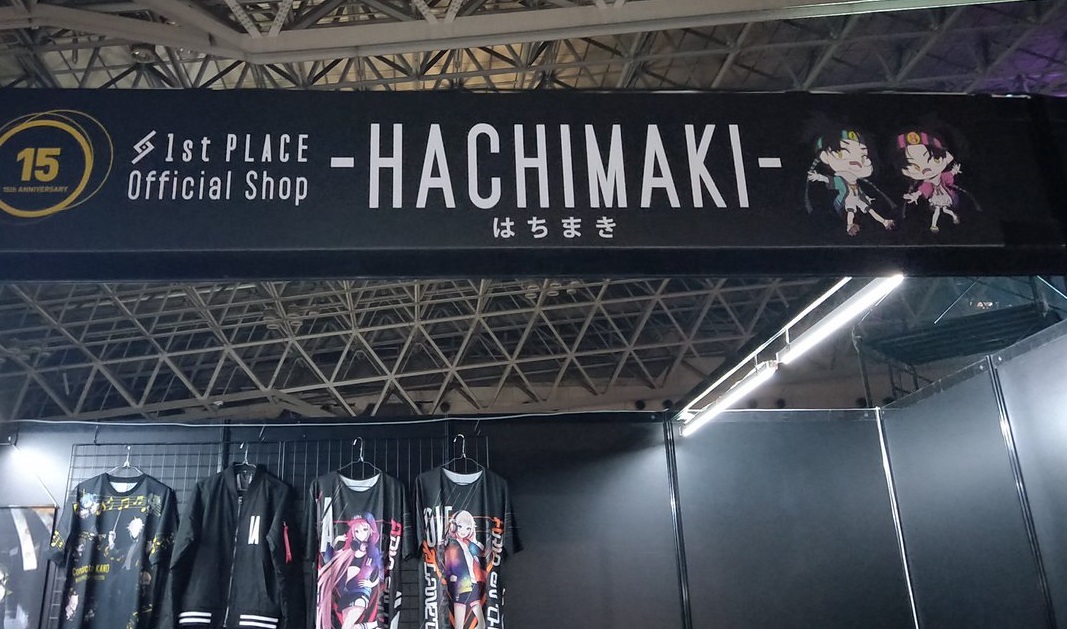 15
15th ANNIVERSARY
1st PLACE
Official Shop
-HACHIMAKI-
はちまき